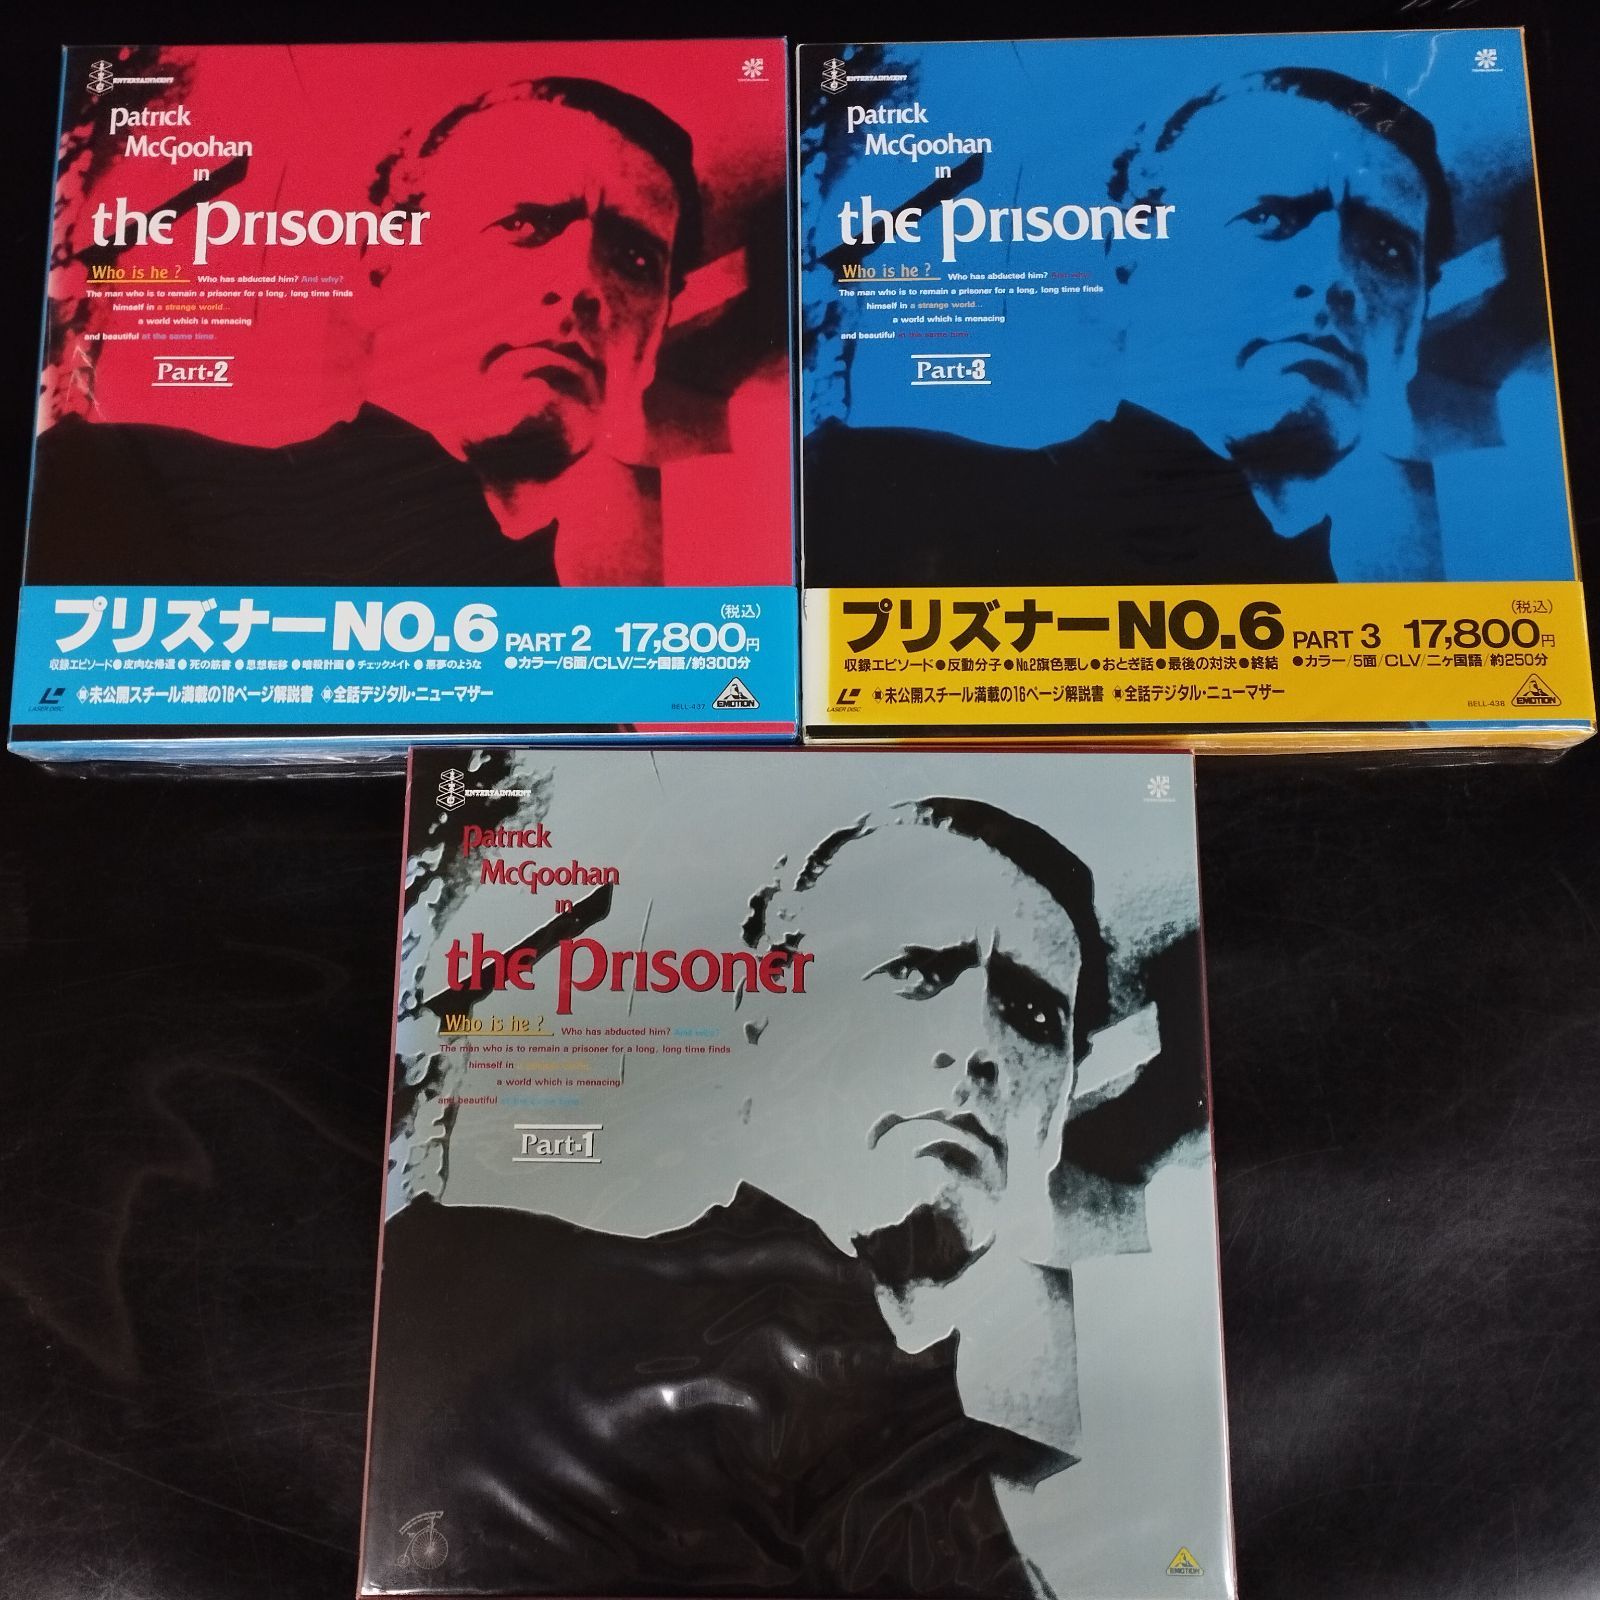 ENTERTAINMENT
Patrick
McGoohan
in
the Prisoner
Who is he? Who has abducted him? And why?
The man who is to remain a prisoner for a long, long time finds
himself in a strange world...
a world which is menacing
and beautiful at the same time.
Part-2
プリズナーNO.6 PART 2 17,800円
(税込)
収録エピソード●皮肉な帰還●死の筋書●思想転移●暗殺計画●チェックメイト●悪夢のような
●カラー/6面/CLV/二ヶ国語/約300分
LASER DISC
未公開スチール満載の16ページ解説書
全話デジタル・ニューマザー
BELL-437
EMOTION
ENTERTAINMENT
Patrick
McGoohan
in
the Prisoner
Who is he? Who has abducted him? And why?
The man who is to remain a prisoner for a long, long time finds
himself in a strange world...
a world which is menacing
and beautiful at the same time.
Part-3
プリズナーNO.6 PART 3 17,800円
(税込)
収録エピソード●反動分子●No.2旗色悪し●おとぎ話●最後の対決●終結
●カラー/5面/CLV/二ヶ国語/約250分
LASER DISC
未公開スチール満載の16ページ解説書
全話デジタル・ニューマザー
BELL-438
EMOTION
ENTERTAINMENT
Patrick
McGoohan
in
the Prisoner
Who is he? Who has abducted him? And why?
The man who is to remain a prisoner for a long, long time finds
himself in
a world which is menacing
and beautiful at the same time.
Part-1
EMOTION